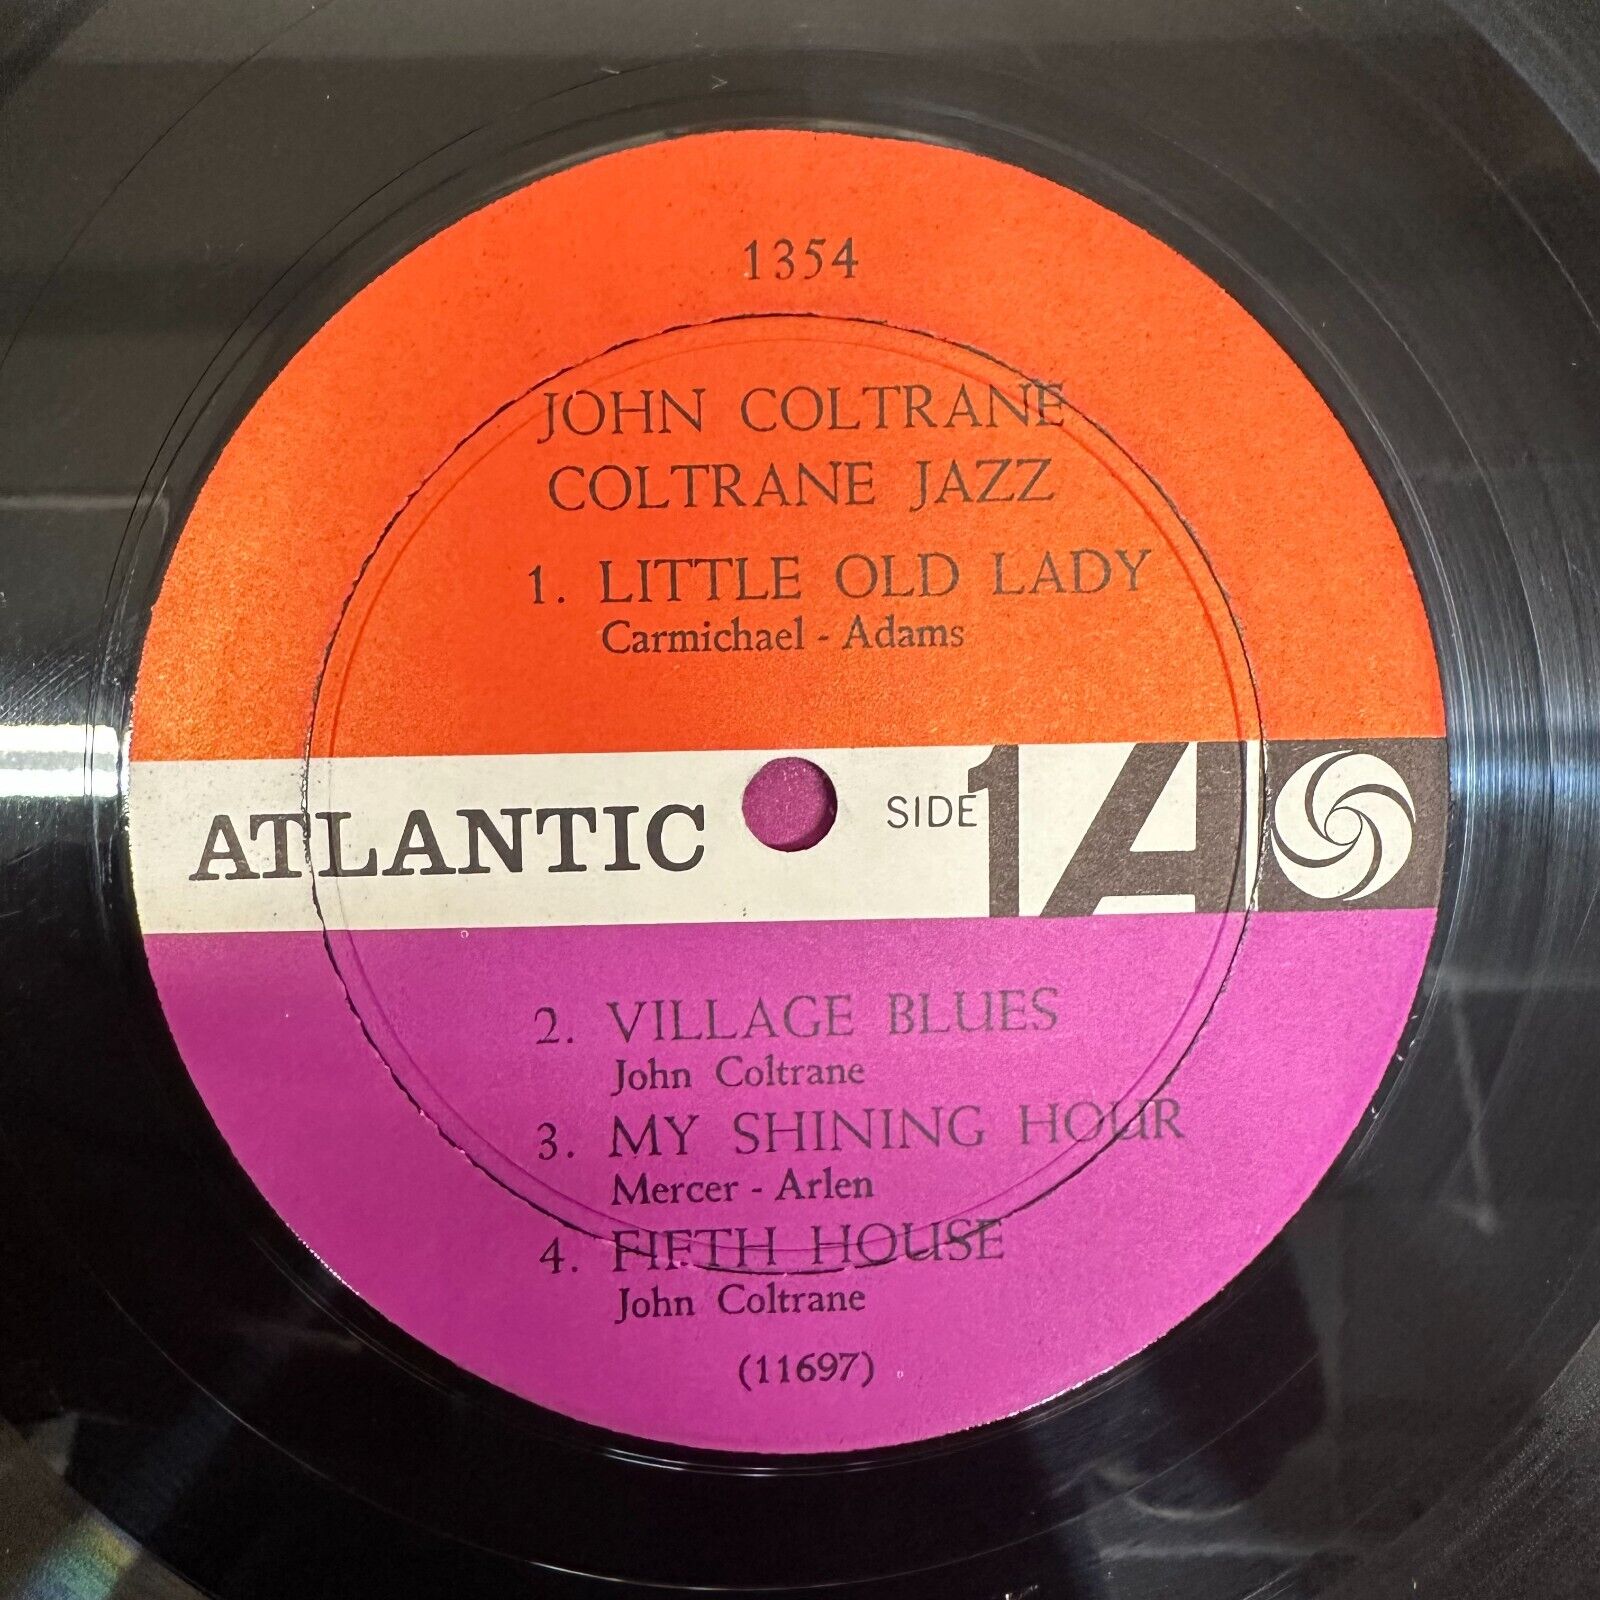 1354
JOHN COLTRANE
COLTRANE JAZZ
1. LITTLE OLD LADY
Carmichael - Adams
ATLANTIC SIDE 1 A
2. VILLAGE BLUES
John Coltrane
3. MY SHINING HOUR
Mercer - Arlen
4. FIFTH HOUSE
John Coltrane
(11697)